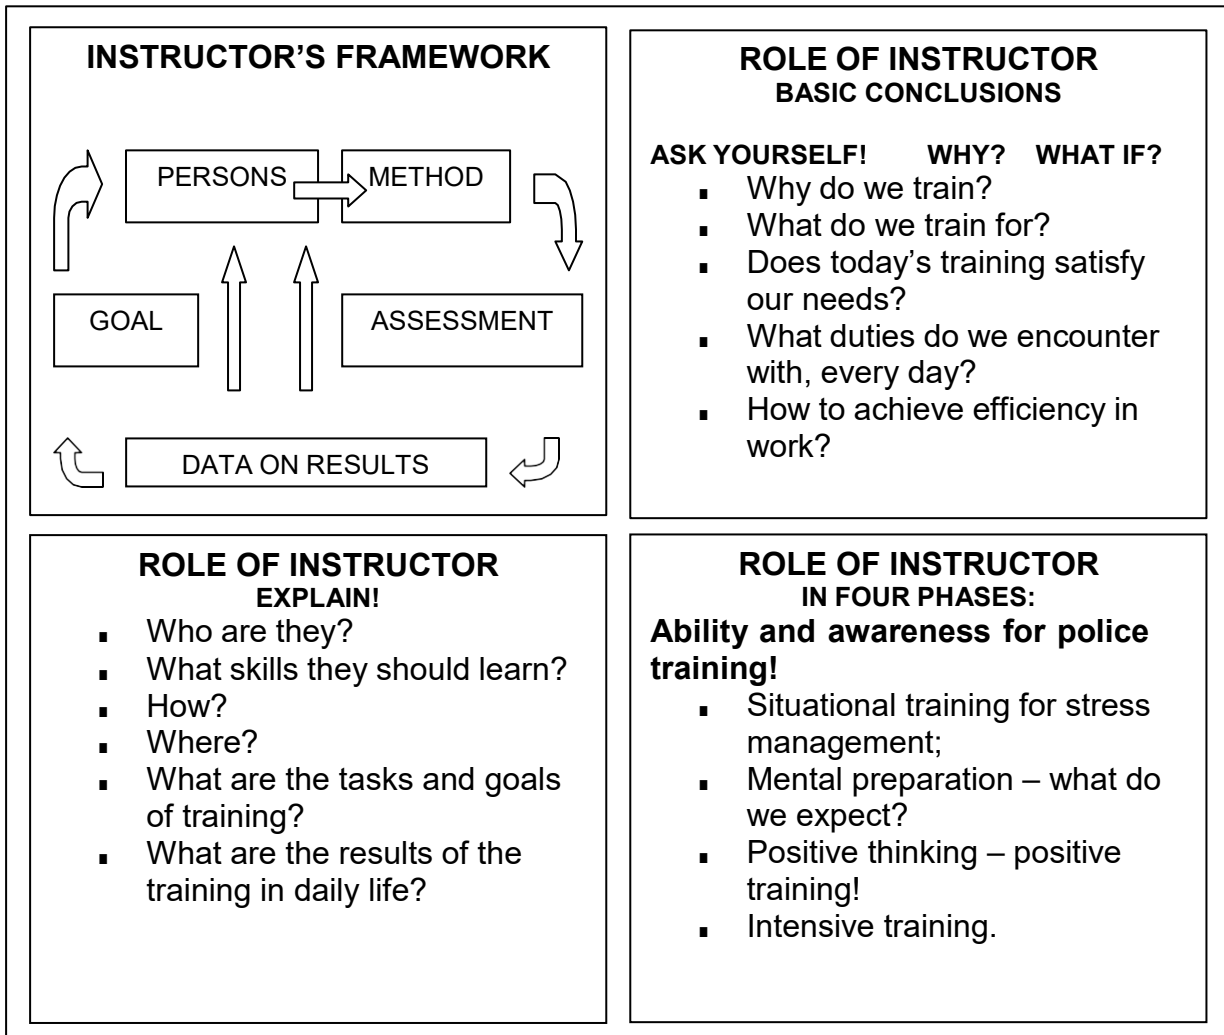 INSTRUCTOR’S FRAMEWORK
PERSONS
METHOD
GOAL
ASSESSMENT
DATA ON RESULTS
ROLE OF INSTRUCTOR
BASIC CONCLUSIONS
ASK YOURSELF! WHY? WHAT IF?
▪ Why do we train?
▪ What do we train for?
▪ Does today’s training satisfy
our needs?
▪ What duties do we encounter
with, every day?
▪ How to achieve efficiency in
work?
ROLE OF INSTRUCTOR
EXPLAIN!
▪ Who are they?
▪ What skills they should learn?
▪ How?
▪ Where?
▪ What are the tasks and goals
of training?
▪ What are the results of the
training in daily life?
ROLE OF INSTRUCTOR
IN FOUR PHASES:
Ability and awareness for police
training!
▪ Situational training for stress
management;
▪ Mental preparation – what do
we expect?
▪ Positive thinking – positive
training!
▪ Intensive training.